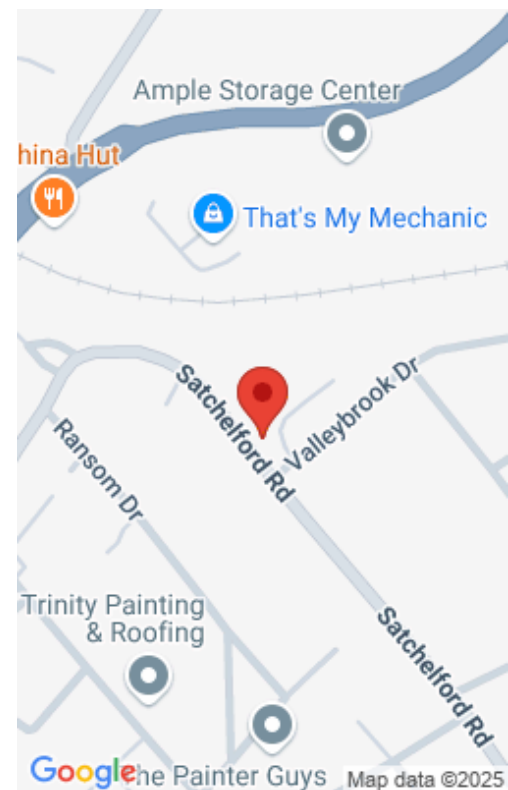 Ample Storage Center
hina Hut
That's My Mechanic
Satchelford Rd
Valleybrook Dr
Ransom Dr
Trinity Painting
& Roofing
Satchelford Rd
Google
he Painter Guys
Map data ©2025